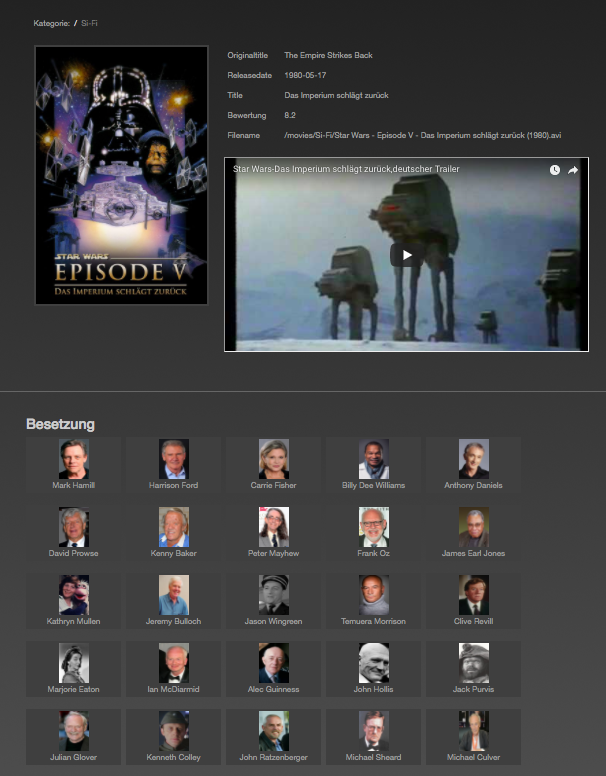 Kategorie: / Si-Fi
Originaltitle The Empire Strikes Back
Releasedate 1980-05-17
Title Das Imperium schlägt zurück
Bewertung 8.2
Filename /movies/Si-Fi/Star Wars - Episode V - Das Imperium schlägt zurück (1980).avi
STAR WARS
EPISODE V
DAS IMPERIUM SCHLÄGT ZURÜCK
Star Wars-Das Imperium schlägt zurück,deutscher Trailer
Besetzung
Mark Hamill Harrison Ford Carrie Fisher Billy Dee Williams Anthony Daniels
David Prowse Kenny Baker Peter Mayhew Frank Oz James Earl Jones
Kathryn Mullen Jeremy Bulloch Jason Wingreen Temuera Morrison Clive Revill
Marjorie Eaton Ian McDiarmid Alec Guinness John Hollis Jack Purvis
Julian Glover Kenneth Colley John Ratzenberger Michael Sheard Michael Culver